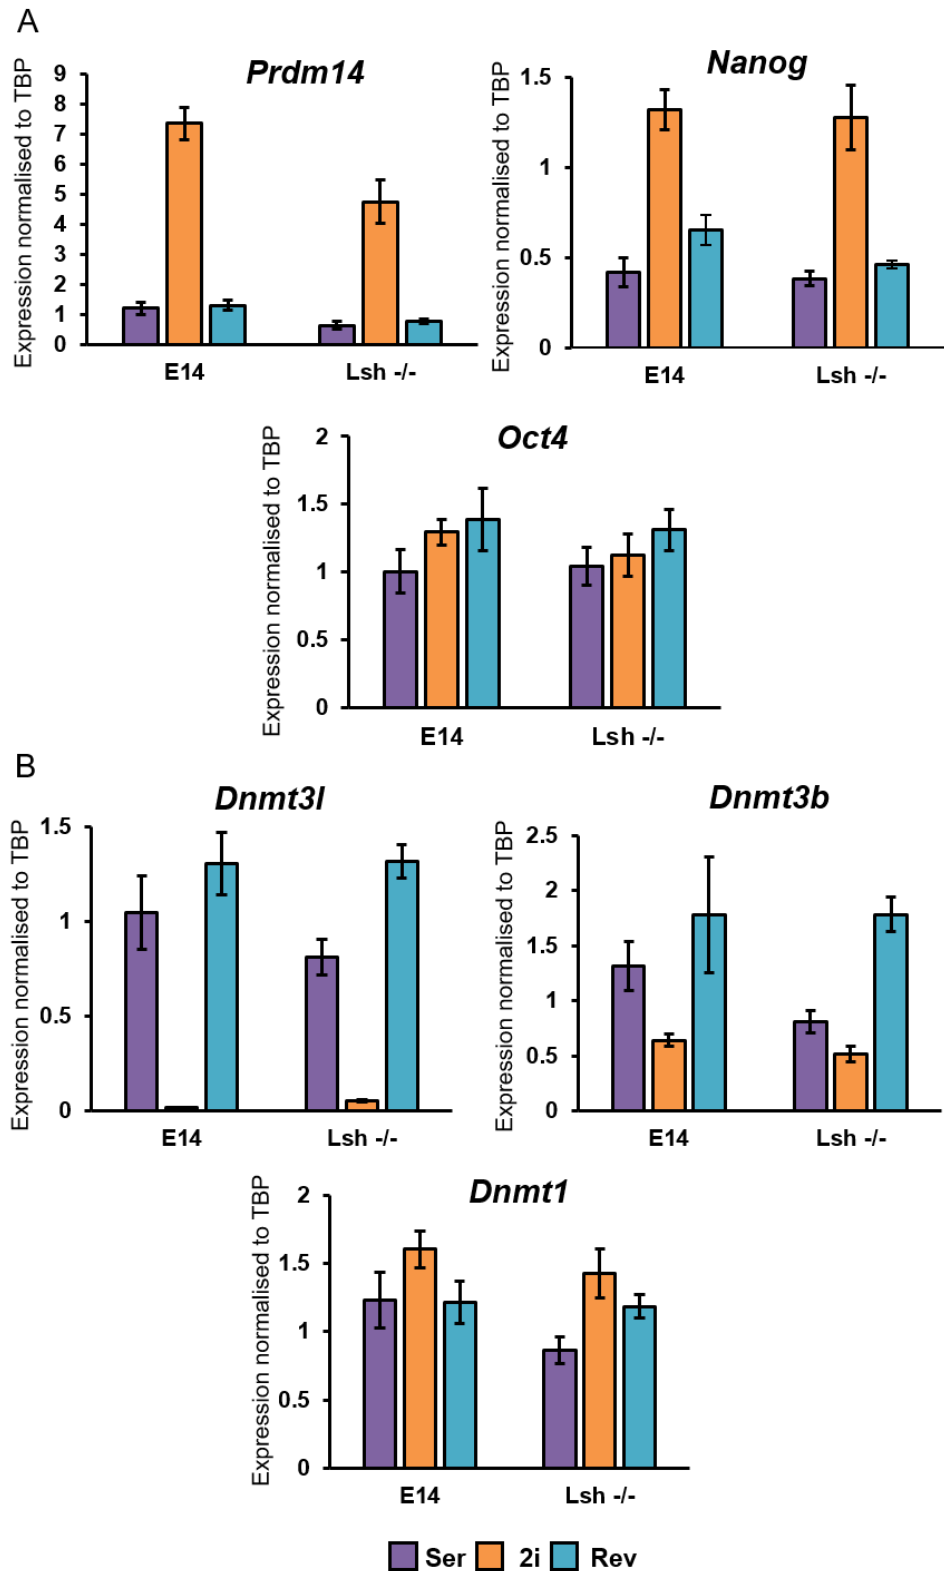 A
Prdm14
Expression normalised to TBP
9
8
7
6
5
4
3
2
1
0
E14 Lsh -/-
Nanog
Expression normalised to TBP
1.5
1
0.5
0
E14 Lsh -/-
Oct4
Expression normalised to TBP
2
1.5
1
0.5
0
E14 Lsh -/-
B
Dnmt3l
Expression normalised to TBP
1.5
1
0.5
0
E14 Lsh -/-
Dnmt3b
Expression normalised to TBP
2.5
2
1.5
1
0.5
0
E14 Lsh -/-
Dnmt1
Expression normalised to TBP
2
1.5
1
0.5
0
E14 Lsh -/-
Ser 2i Rev